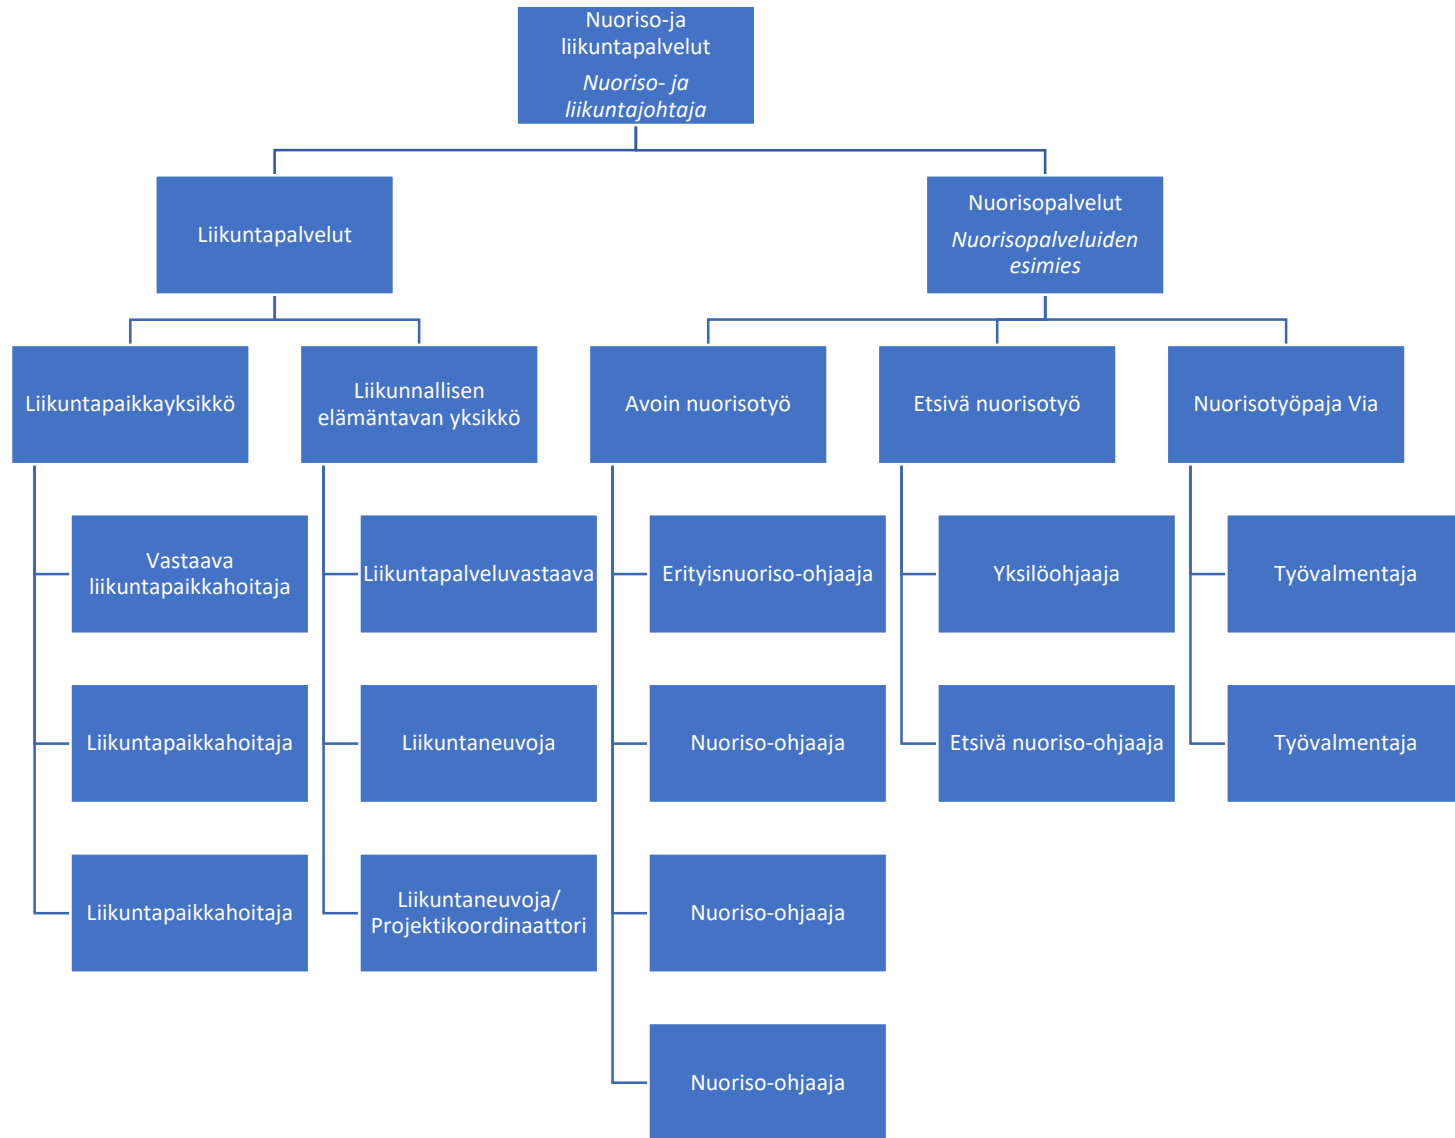 Nuoriso-ja
liikuntapalvelut
Nuoriso- ja
liikuntajohtaja
Liikuntapalvelut
Nuorisopalvelut
Nuorisopalveluiden
esimies
Liikuntapaikkayksikkö
Liikunnallisen
elämäntavan yksikkö
Avoin nuorisotyö
Etsivä nuorisotyö
Nuorisotyöpaja Via
Vastaava
liikuntapaikkahoitaja
Liikuntapalveluvastaava
Erityisnuoriso-ohjaaja
Yksilöohjaaja
Työvalmentaja
Liikuntapaikkahoitaja
Liikuntaneuvoja
Nuoriso-ohjaaja
Etsivä nuoriso-ohjaaja
Työvalmentaja
Liikuntapaikkahoitaja
Liikuntaneuvoja/
Projektikoordinaattori
Nuoriso-ohjaaja
Nuoriso-ohjaaja